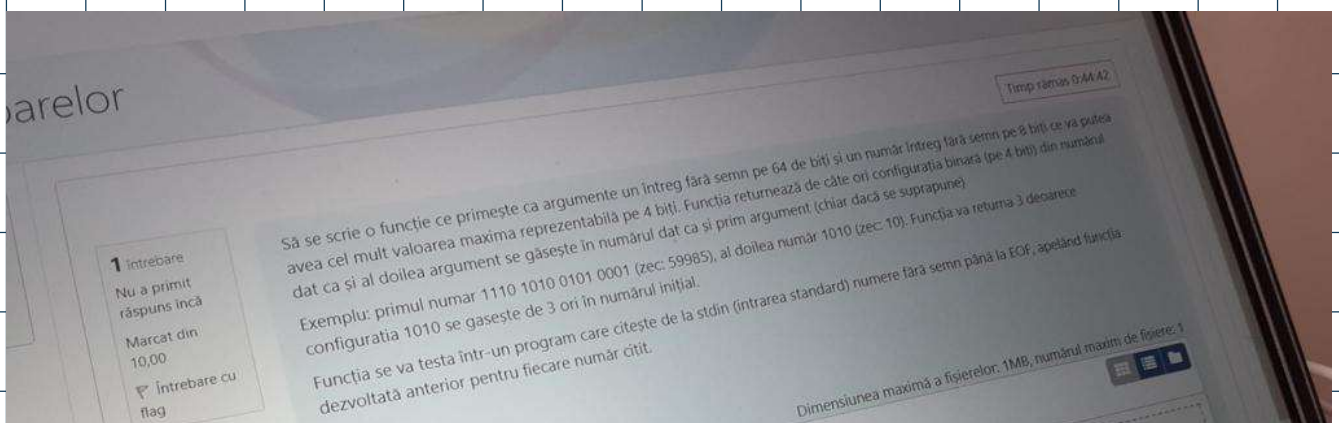 parelor
Timp rămas 0:44:42
1 întrebare
Nu a primit
răspuns încă
Marcat din
10,00
Întrebare cu
flag
Să se scrie o funcție ce primește ca argumente un întreg fără semn pe 64 de biți și un număr întreg fără semn pe 8 biți ce va putea
avea cel mult valoarea maxima reprezentabilă pe 4 biți. Funcția returnează de câte ori configuratia binară (pe 4 biti) din numărul
dat ca și al doilea argument se găsește in numărul dat ca si prim argument (chiar dacă se suprapune)
Exemplu: primul numar 1110 1010 0101 0001 (zec: 59985), al doilea număr 1010 (zec: 10). Funcția va returna 3 deoarece
configuratia 1010 se gasește de 3 ori în numărul inițial.
Funcția se va testa într-un program care citește de la stdin (intrarea standard) numere fără semn până la EOF, apelând funcția
dezvoltată anterior pentru fiecare număr citit.
Dimensiunea maximă a fișierelor: 1MB, numărul maxim de fișiere: 1